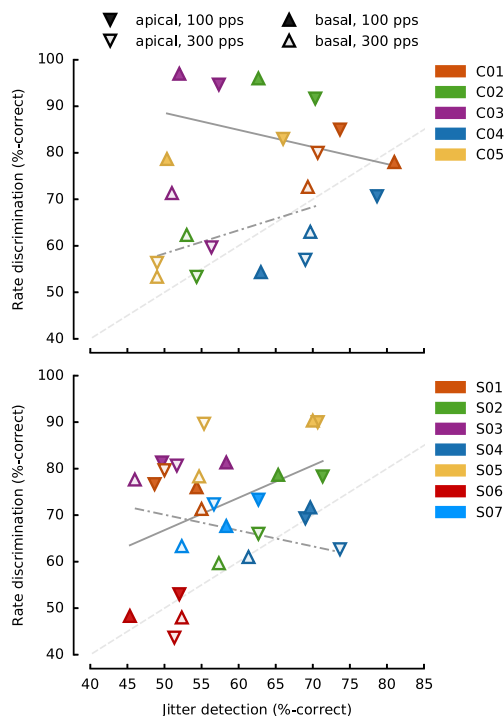 apical, 100 pps basal, 100 pps
apical, 300 pps basal, 300 pps
Rate discrimination (%-correct)
100
90
80
70
60
50
40
C01
C02
C03
C04
C05
Rate discrimination (%-correct)
100
90
80
70
60
50
40
S01
S02
S03
S04
S05
S06
S07
40 45 50 55 60 65 70 75 80 85
Jitter detection (%-correct)